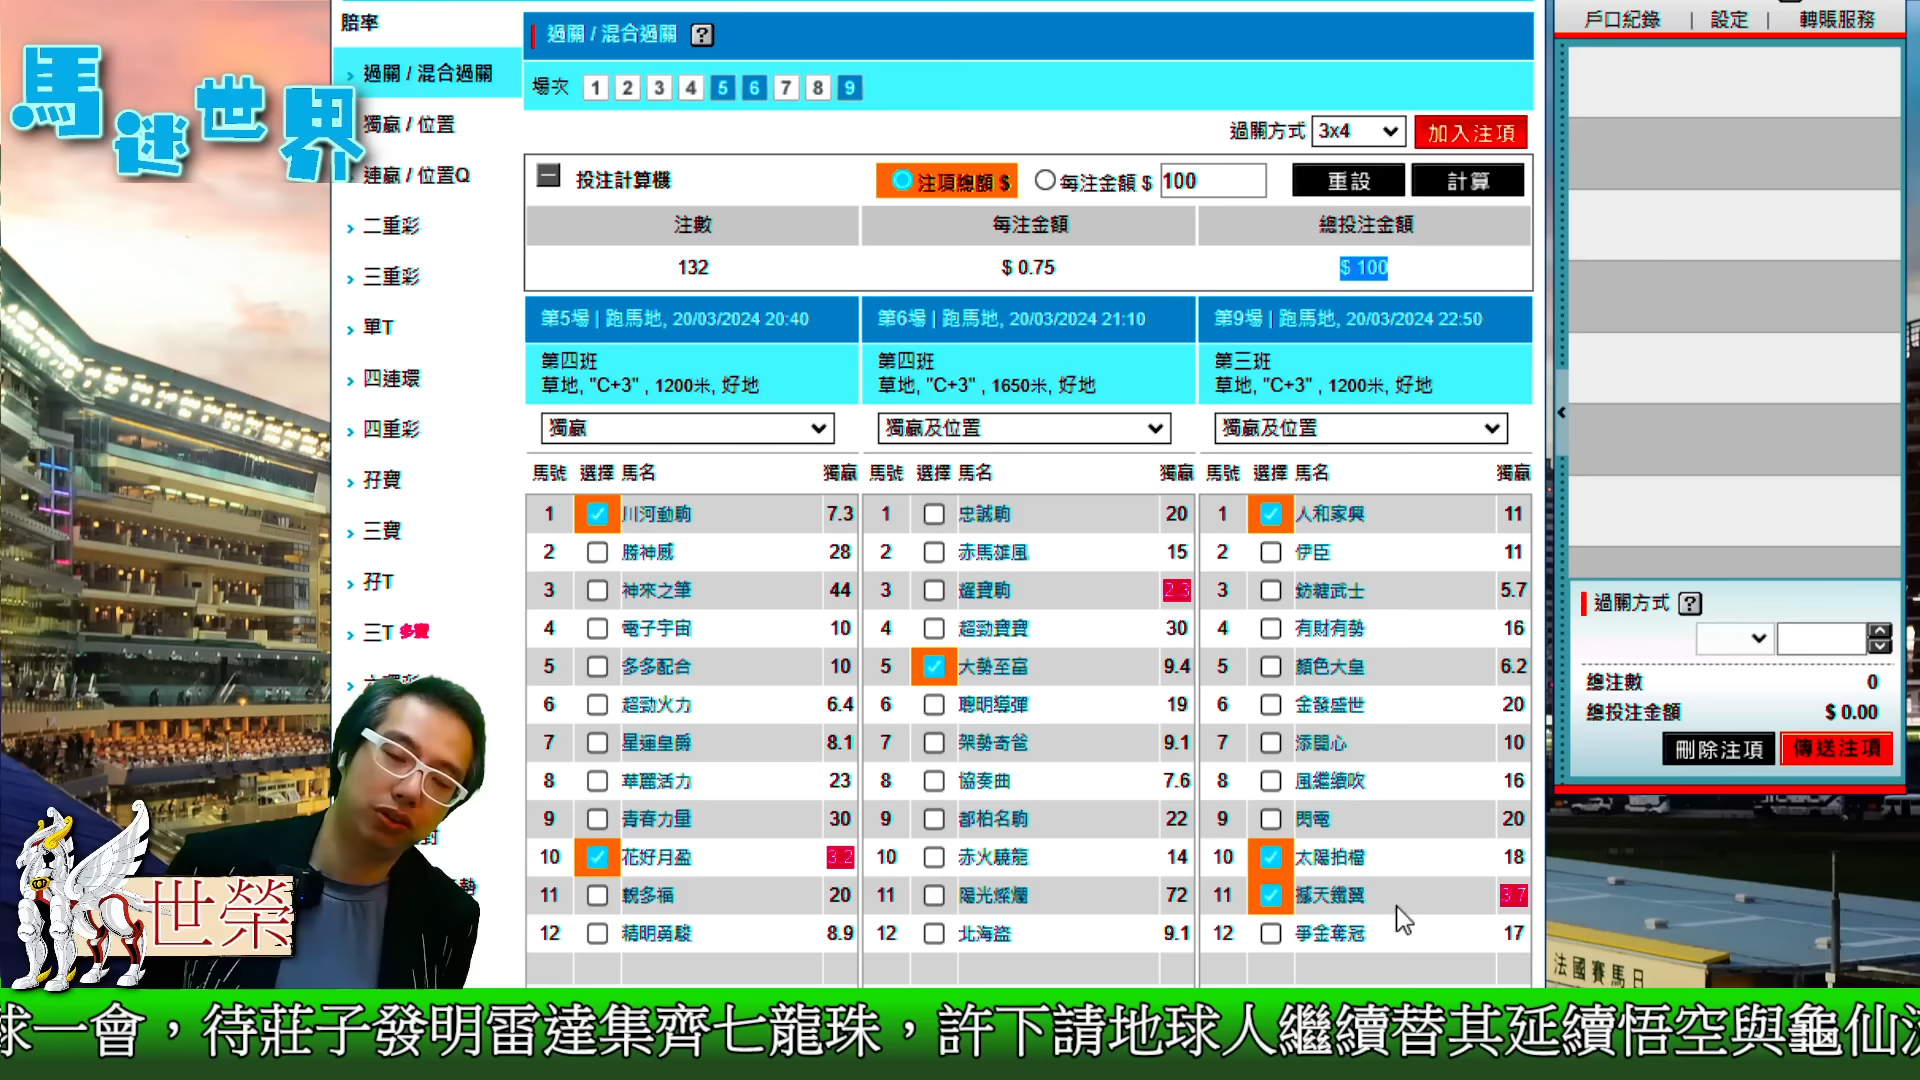 馬迷世界
賠率
過關 / 混合過關
獨贏 / 位置
連贏 / 位置Q
二重彩
三重彩
單T
四連環
四重彩
孖寶
三寶
孖T
三T 多寶
過關 / 混合過關 ?
場次 1 2 3 4 5 6 7 8 9
過關方式 3x4 加入注項
投注計算機 注項總額 $ 每注金額 $ 100 重設 計算
注數 每注金額 總投注金額
132 $ 0.75 $ 100
第5場 | 跑馬地, 20/03/2024 20:40
第四班
草地, "C+3" , 1200米, 好地
獨贏
馬號 選擇 馬名 獨贏
1 川河動駒 7.3
2 勝神威 28
3 神來之筆 44
4 電子宇宙 10
5 多多配合 10
6 超勁火力 6.4
7 星運皇爵 8.1
8 華麗活力 23
9 青春力量 30
10 花好月盈 3.2
11 靚多福 20
12 精明勇駿 8.9
第6場 | 跑馬地, 20/03/2024 21:10
第四班
草地, "C+3" , 1650米, 好地
獨贏及位置
馬號 選擇 馬名 獨贏
1 忠誠駒 20
2 赤馬雄風 15
3 耀寶駒 2.3
4 超勁寶寶 30
5 大勢至富 9.4
6 聰明導彈 19
7 架勢奇爸 9.1
8 協奏曲 7.6
9 都柏名駒 22
10 赤火驍龍 14
11 陽光燦爛 72
12 北海盜 9.1
第9場 | 跑馬地, 20/03/2024 22:50
第三班
草地, "C+3" , 1200米, 好地
獨贏及位置
馬號 選擇 馬名 獨贏
1 人和家興 11
2 伊臣 11
3 魴糖武士 5.7
4 有財有勢 16
5 顏色大皇 6.2
6 金發盛世 20
7 添開心 10
8 風繼續吹 16
9 閃電 20
10 太陽拍檔 18
11 撼天鐵翼 3.7
12 爭金奪冠 17
戶口紀錄 | 設定 | 轉賬服務
過關方式 ?
總注數 0
總投注金額 $ 0.00
刪除注項 傳送注項
世榮
法國賽馬日
球一會，待莊子發明雷達集齊七龍珠，許下請地球人繼續替其延續悟空與龜仙